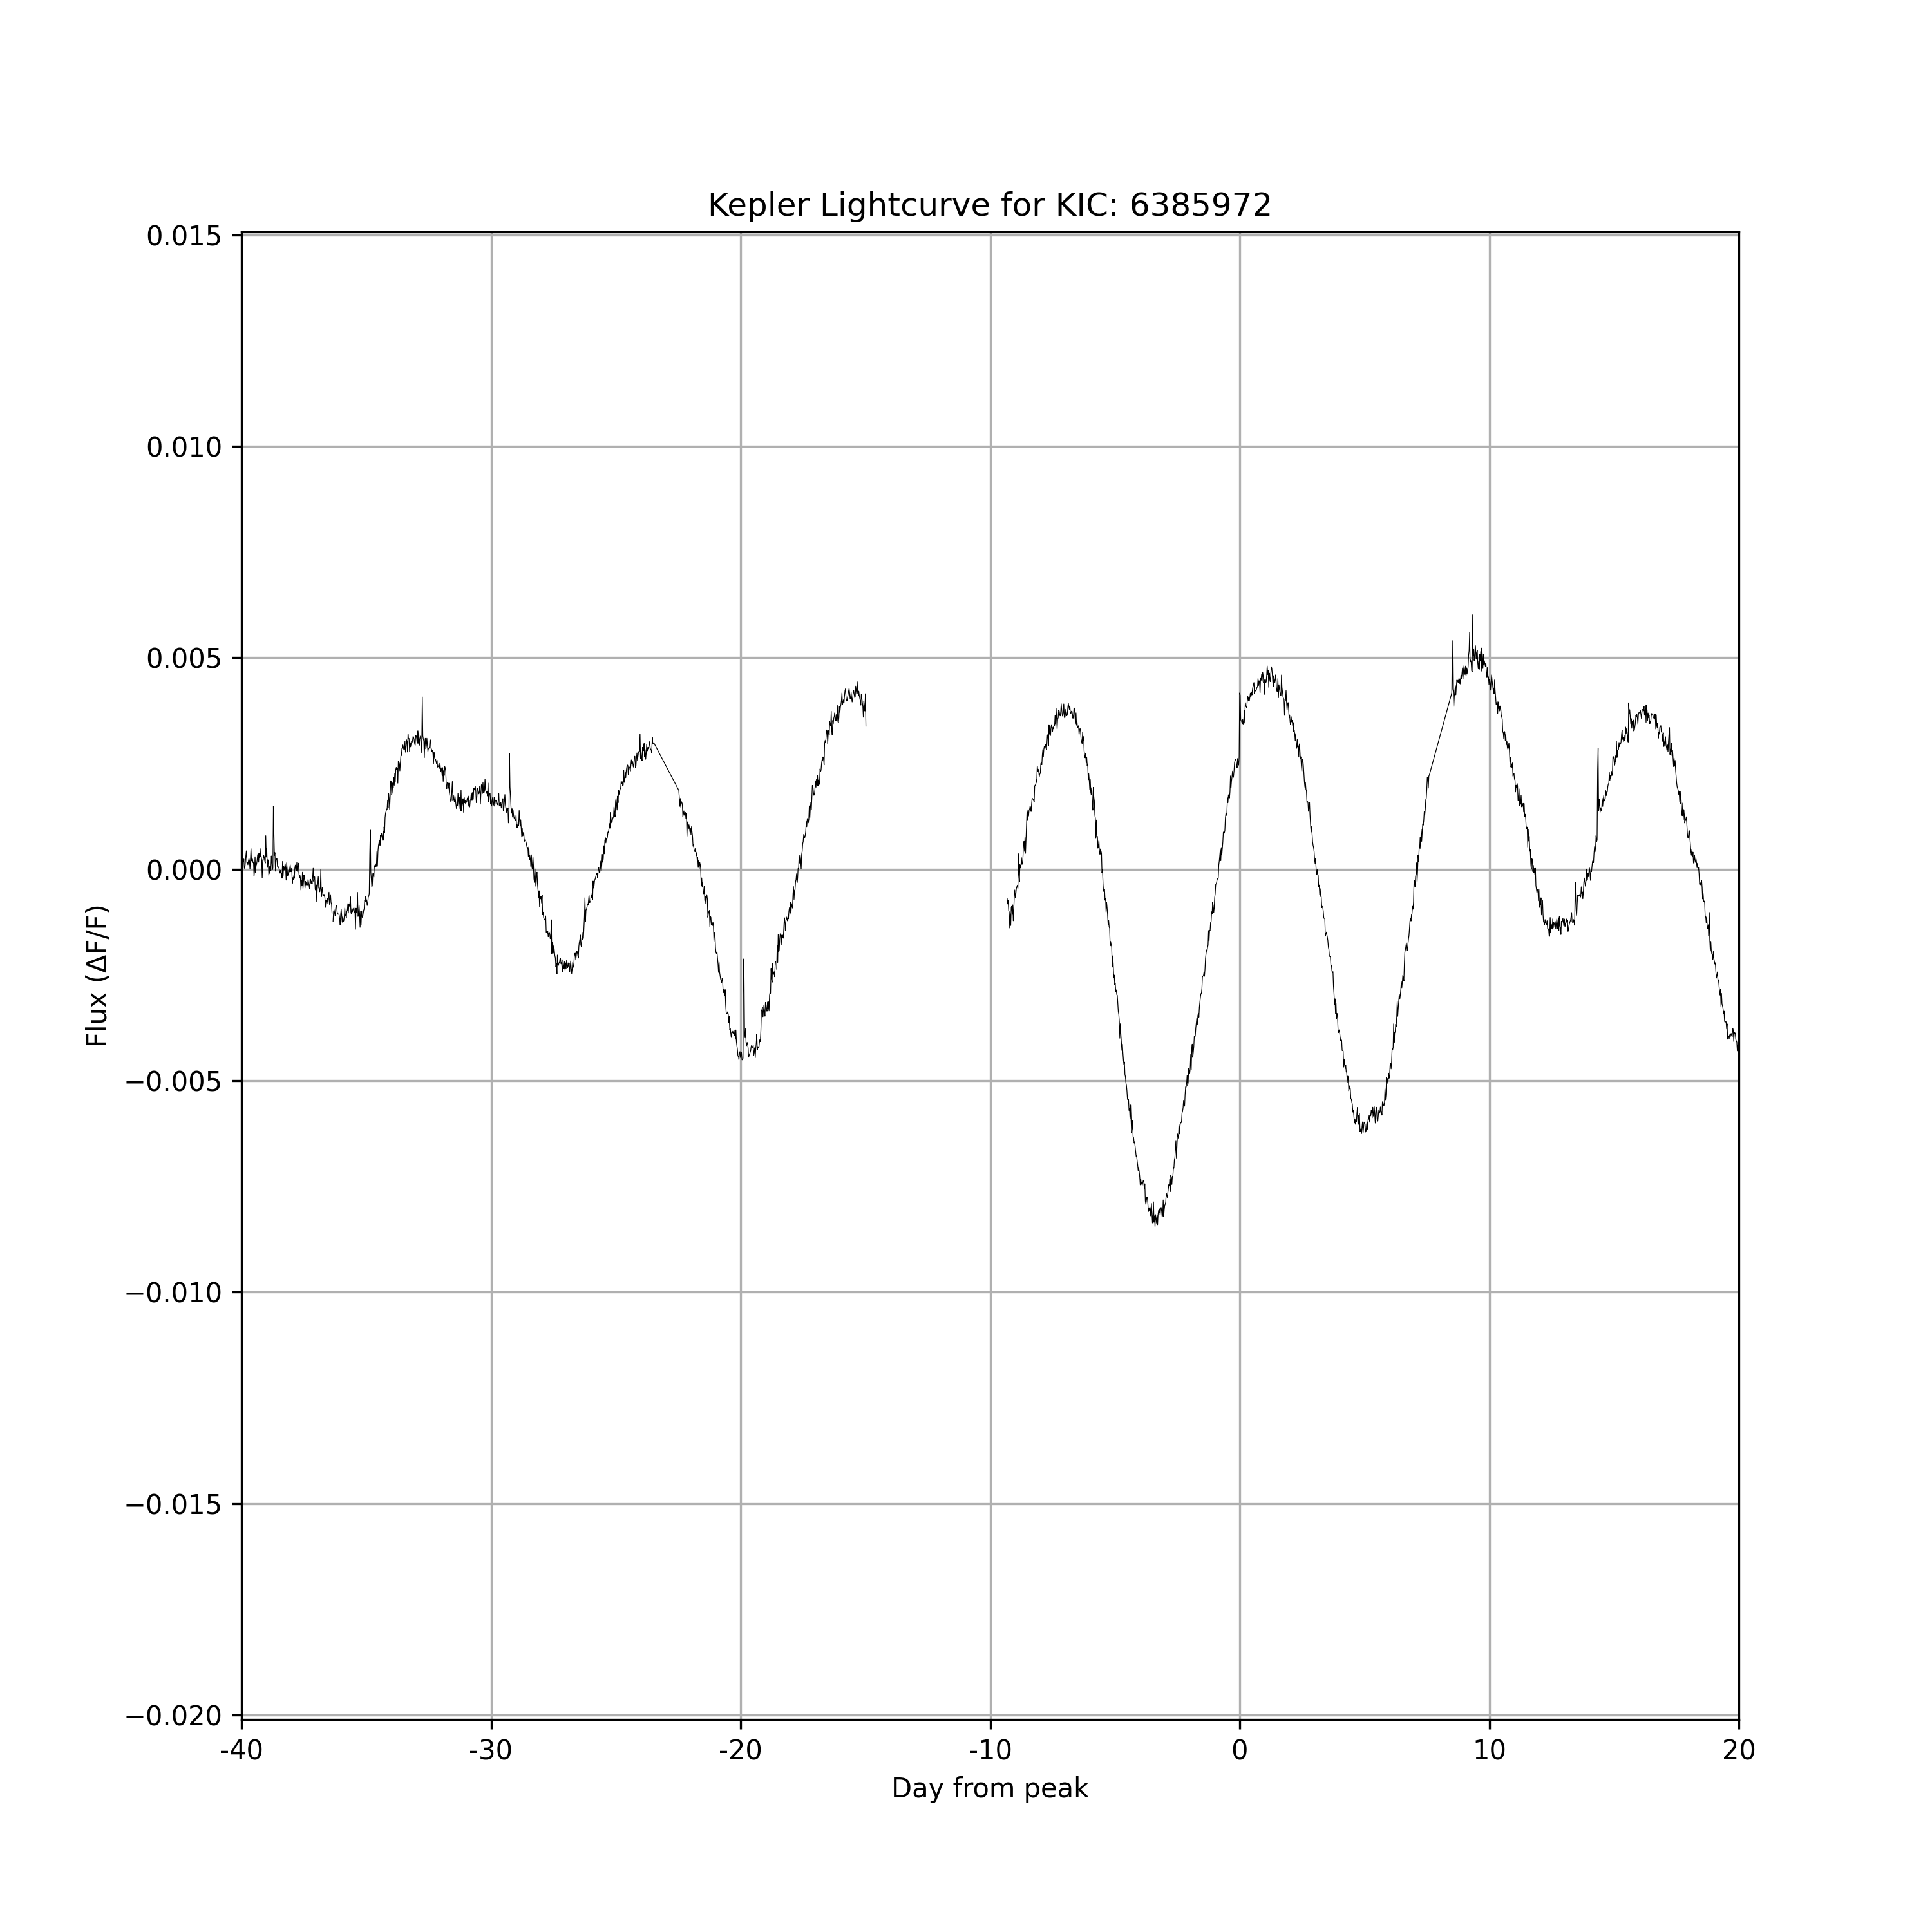 Kepler Lightcurve for KIC: 6385972
0.015
0.010
0.005
0.000
−0.005
−0.010
−0.015
−0.020
Flux (ΔF/F)
-40 -30 -20 -10 0 10 20
Day from peak